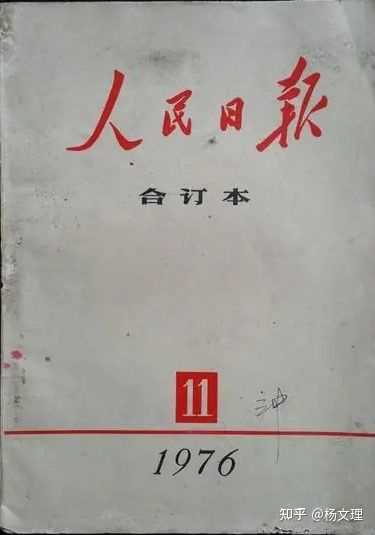 人民日报
合订本
11
1976
知乎 @杨文理